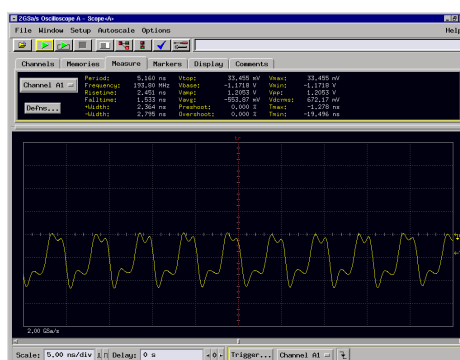 2GSa/s Oscilloscope A - Scope<A>
File Window Setup Autoscale Options Help
Channels Memories Measure Markers Display Comments
Channel A1 Period: 5,160 ns Vtop: 33,455 mV Vmax: 33,455 mV
Frequency: 193,80 MHz Vbase: -1,1718 V Vmin: -1,1718 V
Risetime: 2,451 ns Vamp: 1,2053 V Vpp: 1,2053 V
Falltime: 1,533 ns Vavg: -553,87 mV Vdcrms: 672,17 mV
Defns... +Width: 2,364 ns Preshoot: 0,000 % Tmax: -1,278 ns
-Width: 2,795 ns Overshoot: 0,000 % Tmin: -19,496 ns
2,00 GSa/s
Scale: 5,00 ns/div Delay: 0 s Trigger... Channel A1